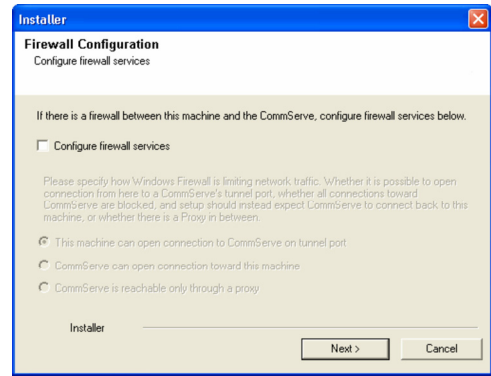 Installer
Firewall Configuration
Configure firewall services
If there is a firewall between this machine and the CommServe, configure firewall services below.
Configure firewall services
Please specify how Windows Firewall is limiting network traffic. Whether it is possible to open
connection from here to a CommServe's tunnel port, whether all connections toward
CommServe are blocked, and setup should instead expect CommServe to connect back to this
machine, or whether there is a Proxy in between.
This machine can open connection to CommServe on tunnel port
CommServe can open connection toward this machine
CommServe is reachable only through a proxy
Installer
Next >
Cancel